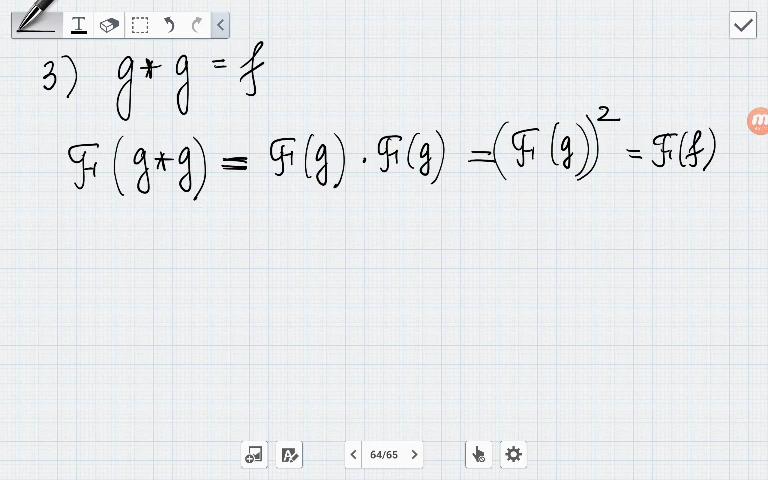 T
3) g * g = f
F(g*g) = F(g) · F(g) = (F(g))² = F(f)
64/65